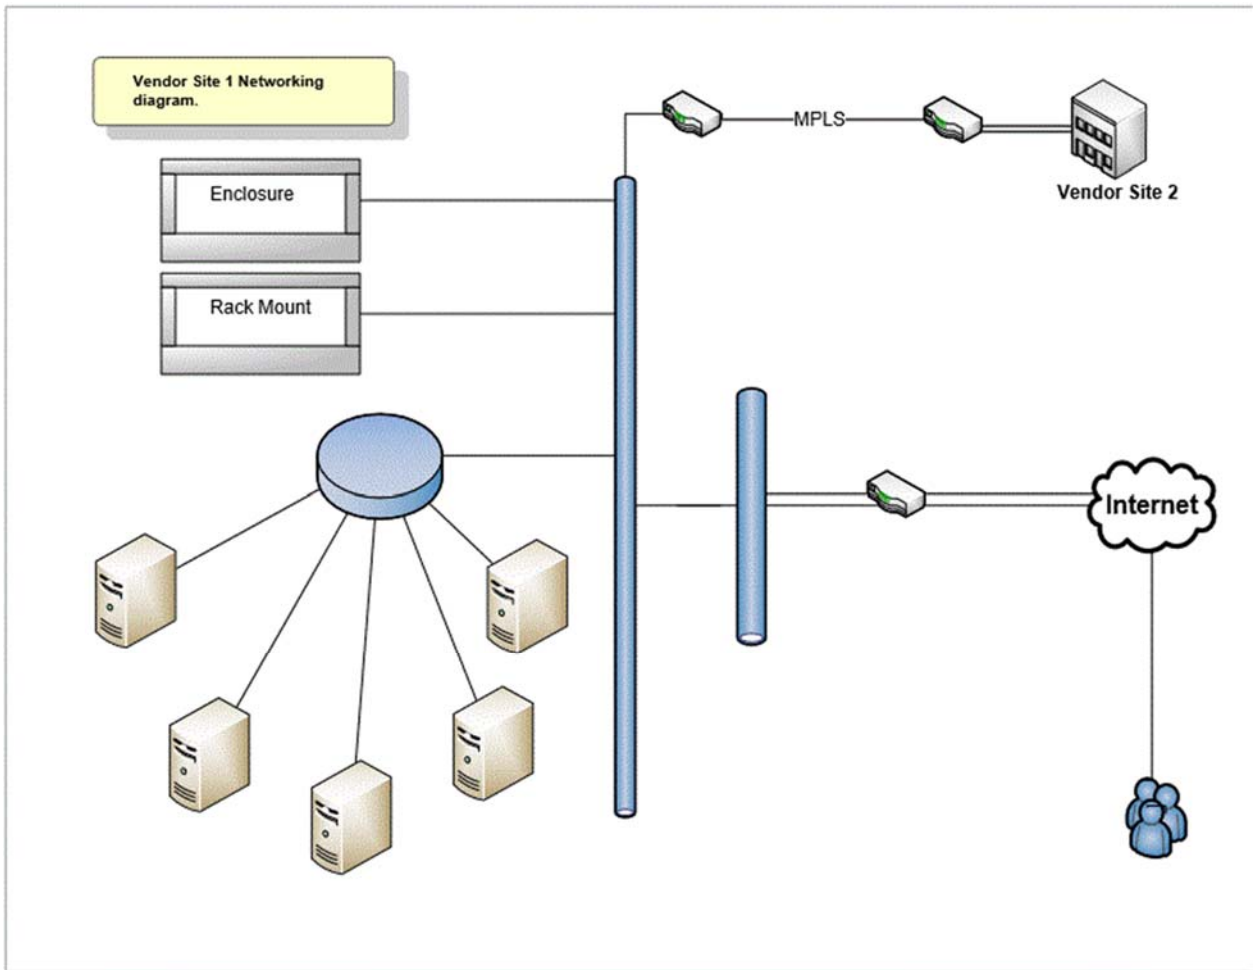 Vendor Site 1 Networking
diagram.
MPLS
Vendor Site 2
Enclosure
Rack Mount
Internet